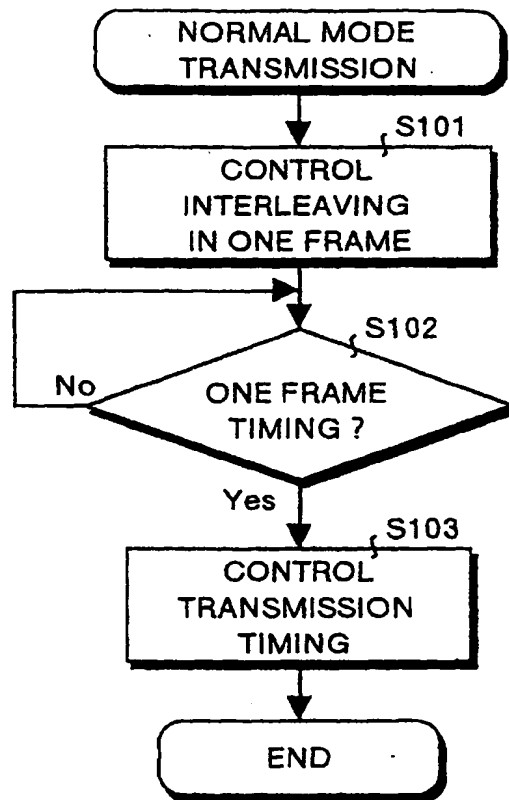 NORMAL MODE
TRANSMISSION
S101
CONTROL
INTERLEAVING
IN ONE FRAME
S102
No
ONE FRAME
TIMING ?
Yes
S103
CONTROL
TRANSMISSION
TIMING
END